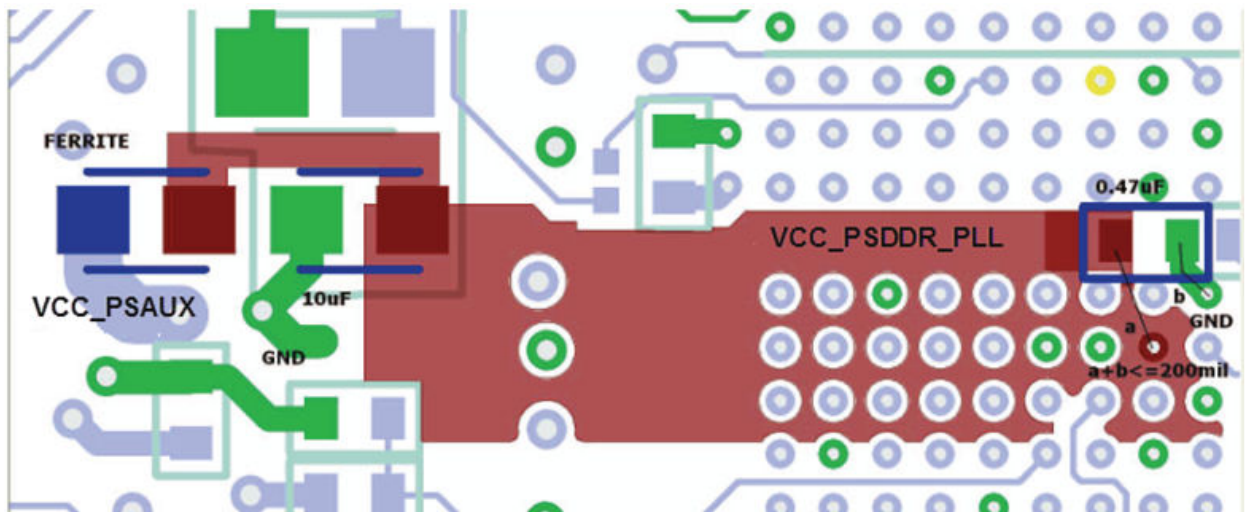 FERRITE
0.47uF
VCC_PSDDR_PLL
VCC_PSAUX
10uF
b
GND
a
GND
a+b<=200mil